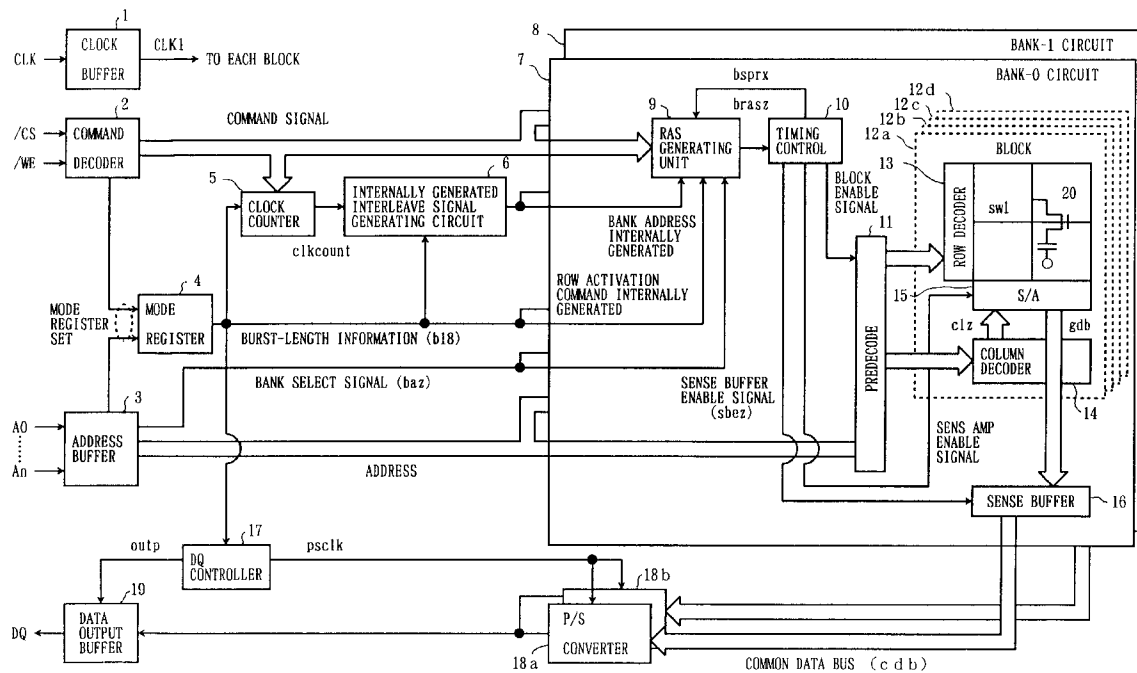 1
CLOCK
BUFFER
CLK
CLK1
TO EACH BLOCK
2
/CS
/WE
COMMAND
DECODER
COMMAND SIGNAL
5
CLOCK
COUNTER
clkcount
6
INTERNALLY GENERATED
INTERLEAVE SIGNAL
GENERATING CIRCUIT
4
MODE
REGISTER
MODE
REGISTER
SET
BURST-LENGTH INFORMATION (bl8)
BANK SELECT SIGNAL (baz)
3
A0
An
ADDRESS
BUFFER
ADDRESS
8
BANK-1 CIRCUIT
7
BANK-0 CIRCUIT
bsprx
brasz
9
RAS
GENERATING
UNIT
10
TIMING
CONTROL
BANK ADDRESS
INTERNALLY
GENERATED
ROW ACTIVATION
COMMAND INTERNALLY
GENERATED
BLOCK
ENABLE
SIGNAL
SENSE BUFFER
ENABLE SIGNAL
(sbez)
11
PREDECODE
12d
12c
12b
12a
BLOCK
13
ROW DECODER
swl
20
15
S/A
clz
gdb
COLUMN
DECODER
14
SENS AMP
ENABLE
SIGNAL
SENSE BUFFER
16
17
DQ
CONTROLLER
outp
psclk
19
DATA
OUTPUT
BUFFER
DQ
18b
P/S
CONVERTER
18a
COMMON DATA BUS (cdb)